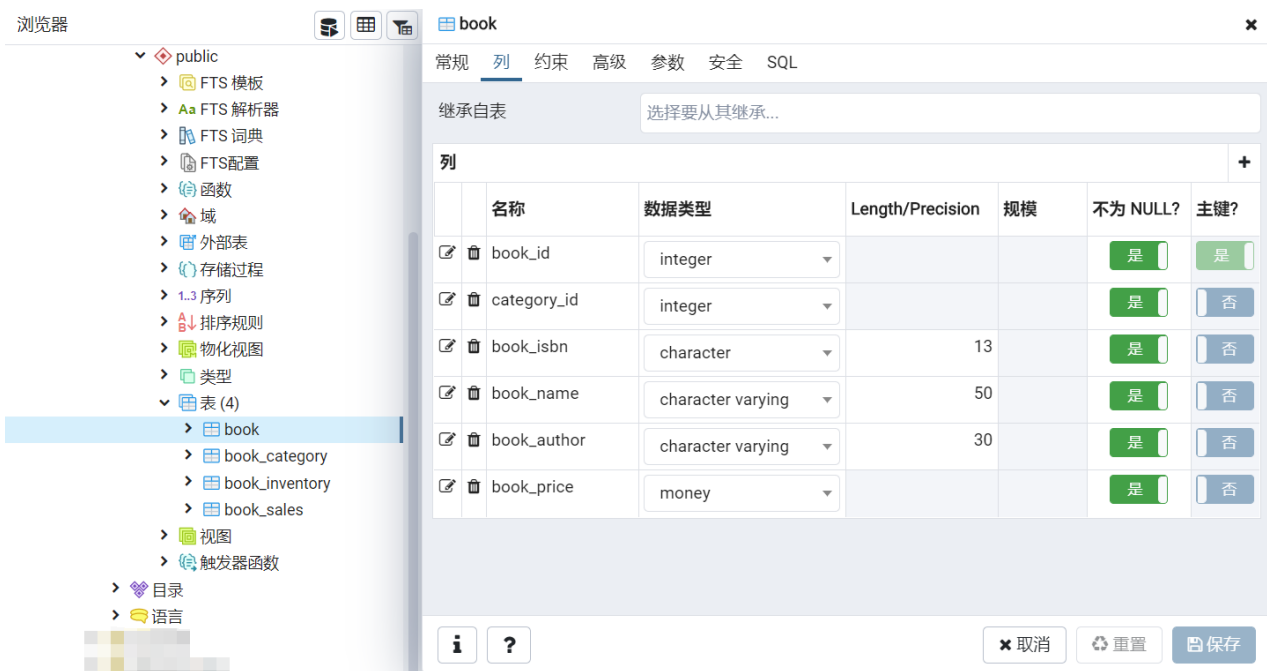 浏览器
public
FTS 模板
Aa FTS 解析器
FTS 词典
FTS配置
函数
域
外部表
存储过程
1..3 序列
排序规则
物化视图
类型
表 (4)
book
book_category
book_inventory
book_sales
视图
触发器函数
目录
语言
book
常规 列 约束 高级 参数 安全 SQL
继承自表 选择要从其继承...
列
名称 数据类型 Length/Precision 规模 不为 NULL? 主键?
book_id integer 是 是
category_id integer 是 否
book_isbn character 13 是 否
book_name character varying 50 是 否
book_author character varying 30 是 否
book_price money 是 否
i ? 取消 重置 保存